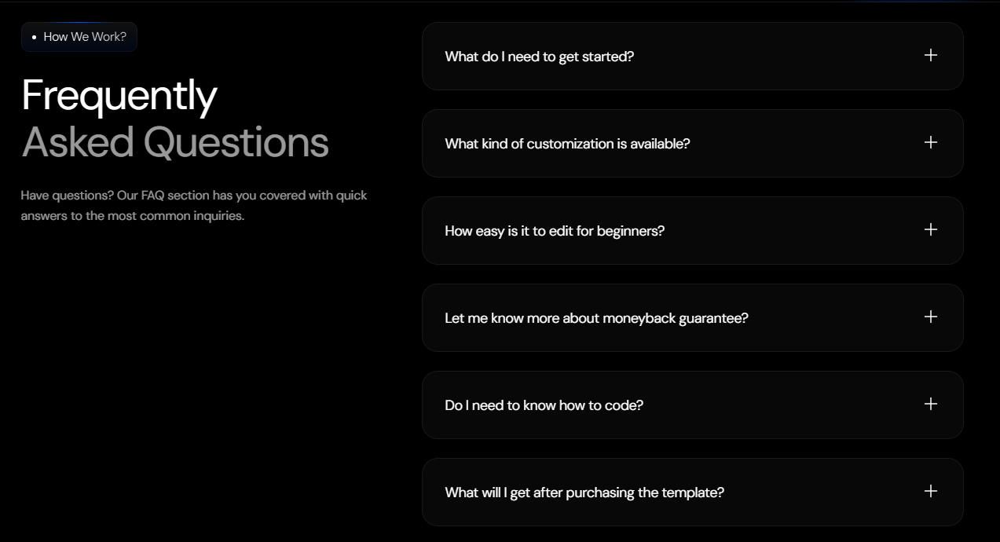 How We Work?
Frequently
Asked Questions
Have questions? Our FAQ section has you covered with quick
answers to the most common inquiries.
What do I need to get started?
What kind of customization is available?
How easy is it to edit for beginners?
Let me know more about moneyback guarantee?
Do I need to know how to code?
What will I get after purchasing the template?